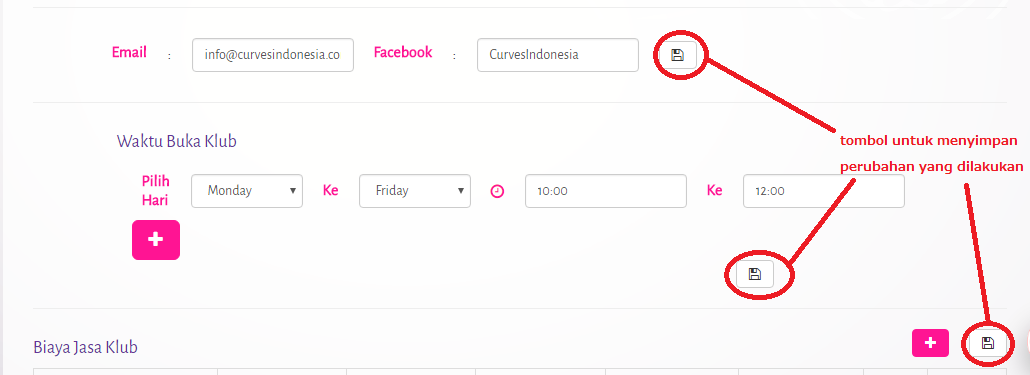 Email : info@curvesindonesia.co Facebook : CurvesIndonesia
tombol untuk menyimpan
perubahan yang dilakukan
Waktu Buka Klub
Pilih Hari Monday Ke Friday 10:00 Ke 12:00
Biaya Jasa Klub